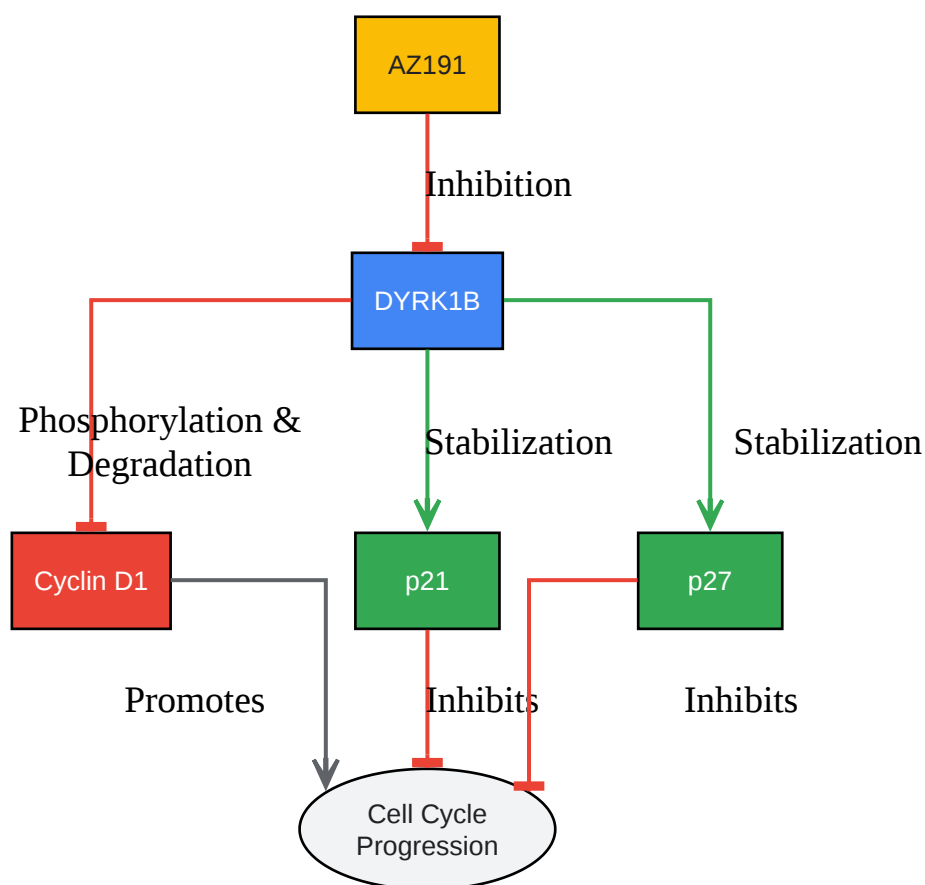 AZ191
Inhibition
DYRK1B
Phosphorylation &
Degradation
Stabilization
Stabilization
Cyclin D1
p21
p27
Promotes
Inhibits
Inhibits
Cell Cycle
Progression